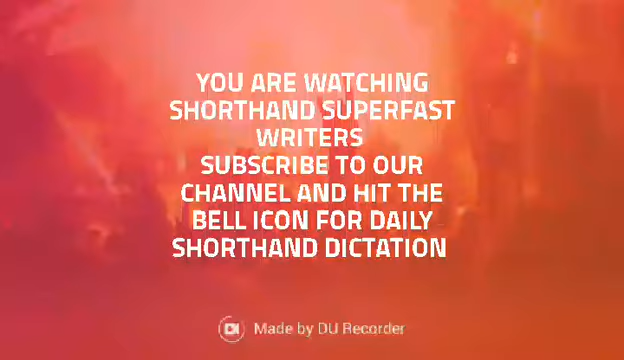 YOU ARE WATCHING
SHORTHAND SUPERFAST
WRITERS
SUBSCRIBE TO OUR
CHANNEL AND HIT THE
BELL ICON FOR DAILY
SHORTHAND DICTATION
Made by DU Recorder